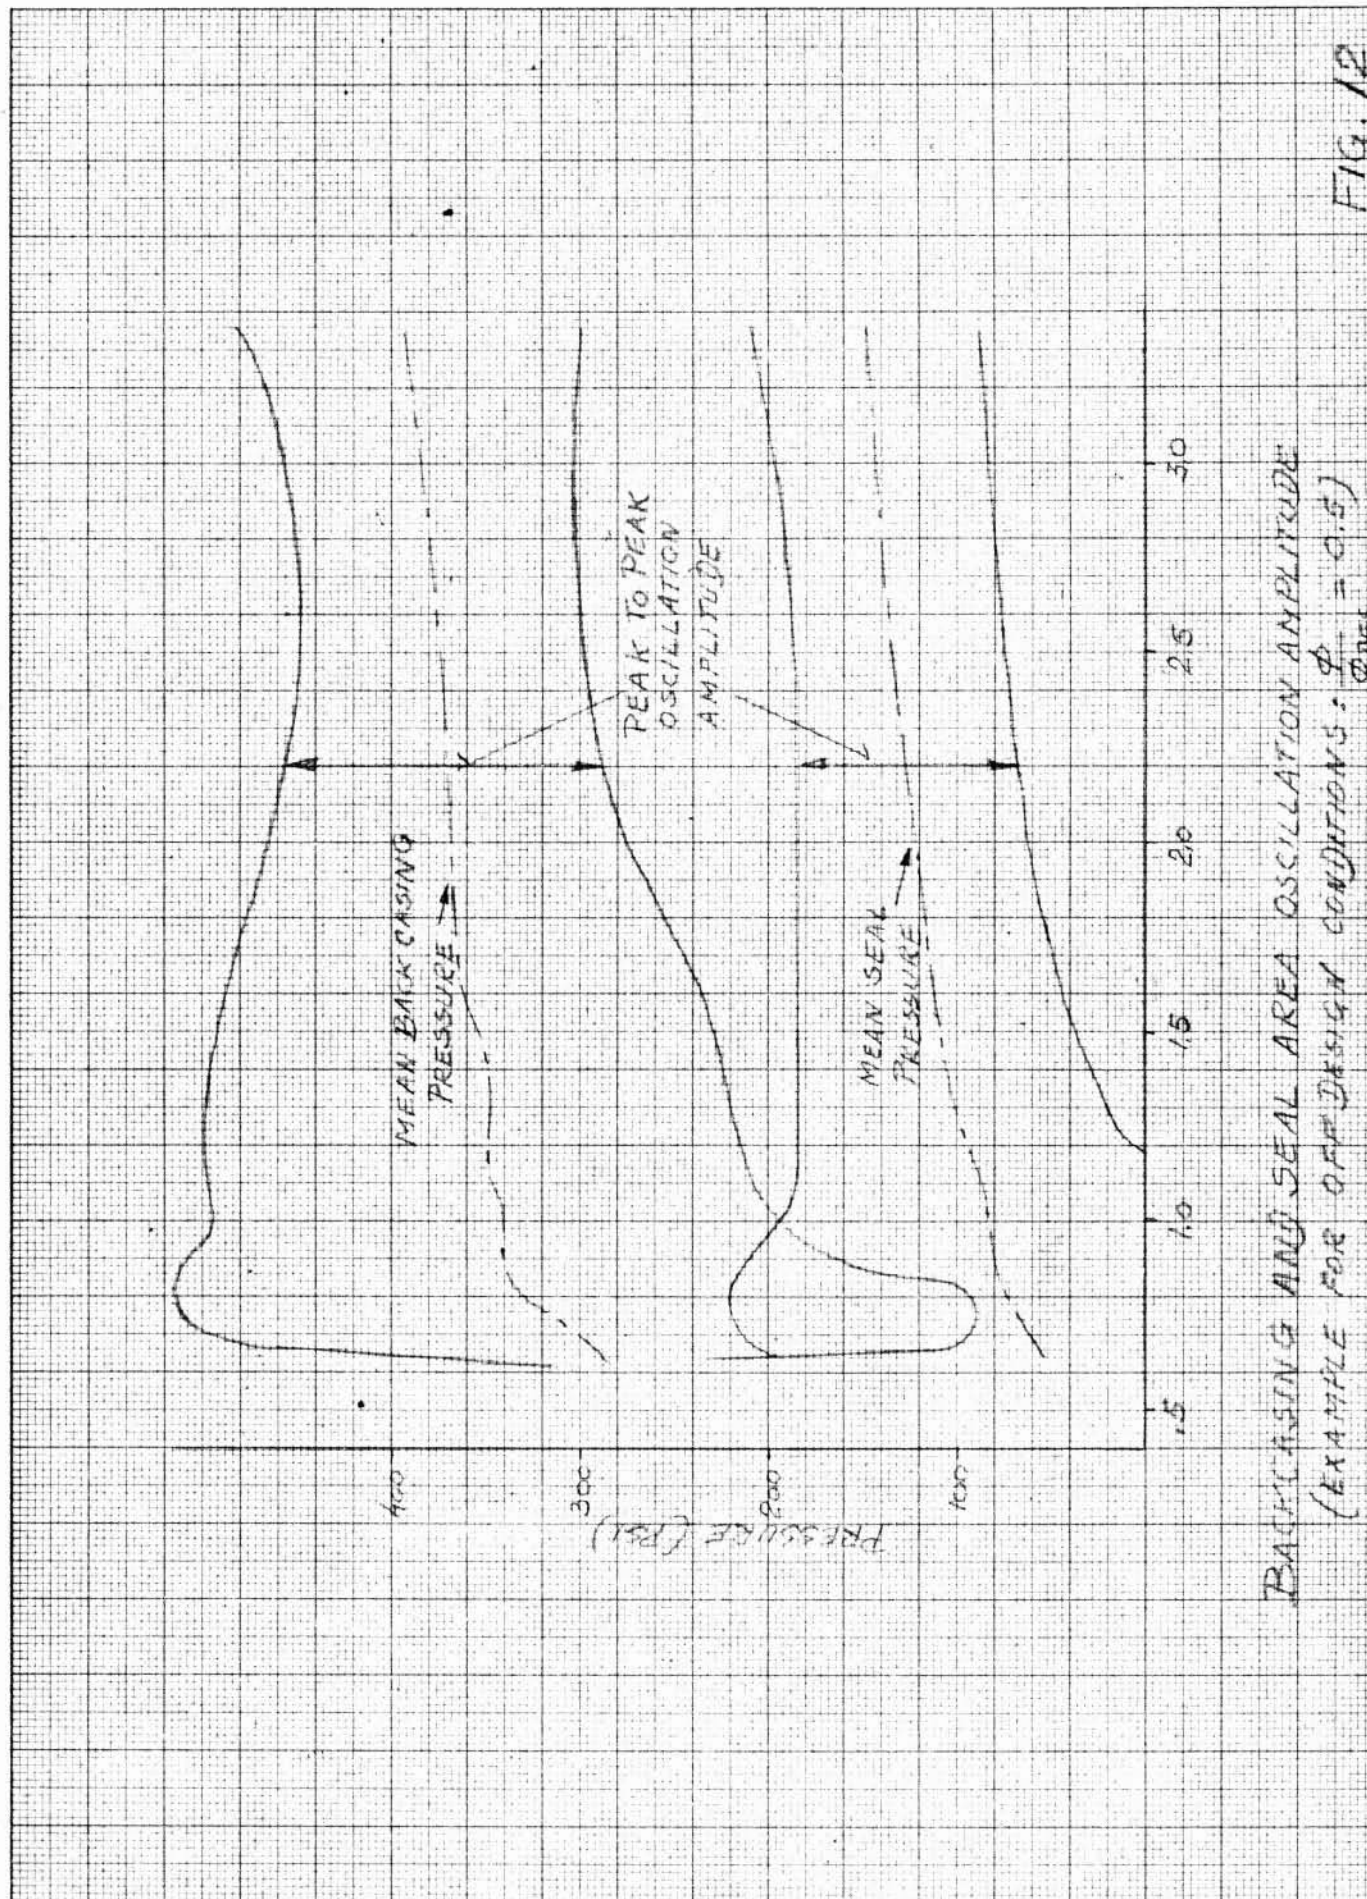 400
300
200
100
PRESSURE (PSI)
MEAN BACK CASING
PRESSURE
PEAK TO PEAK
OSCILLATION
AMPLITUDE
MEAN SEAL
PRESSURE
.5 1.0 1.5 2.0 2.5 3.0
BACK CASING AND SEAL AREA OSCILLATION AMPLITUDE
(EXAMPLE FOR OFF DESIGN CONDITIONS: Φ/Φ = 0.5)
FIG. 12